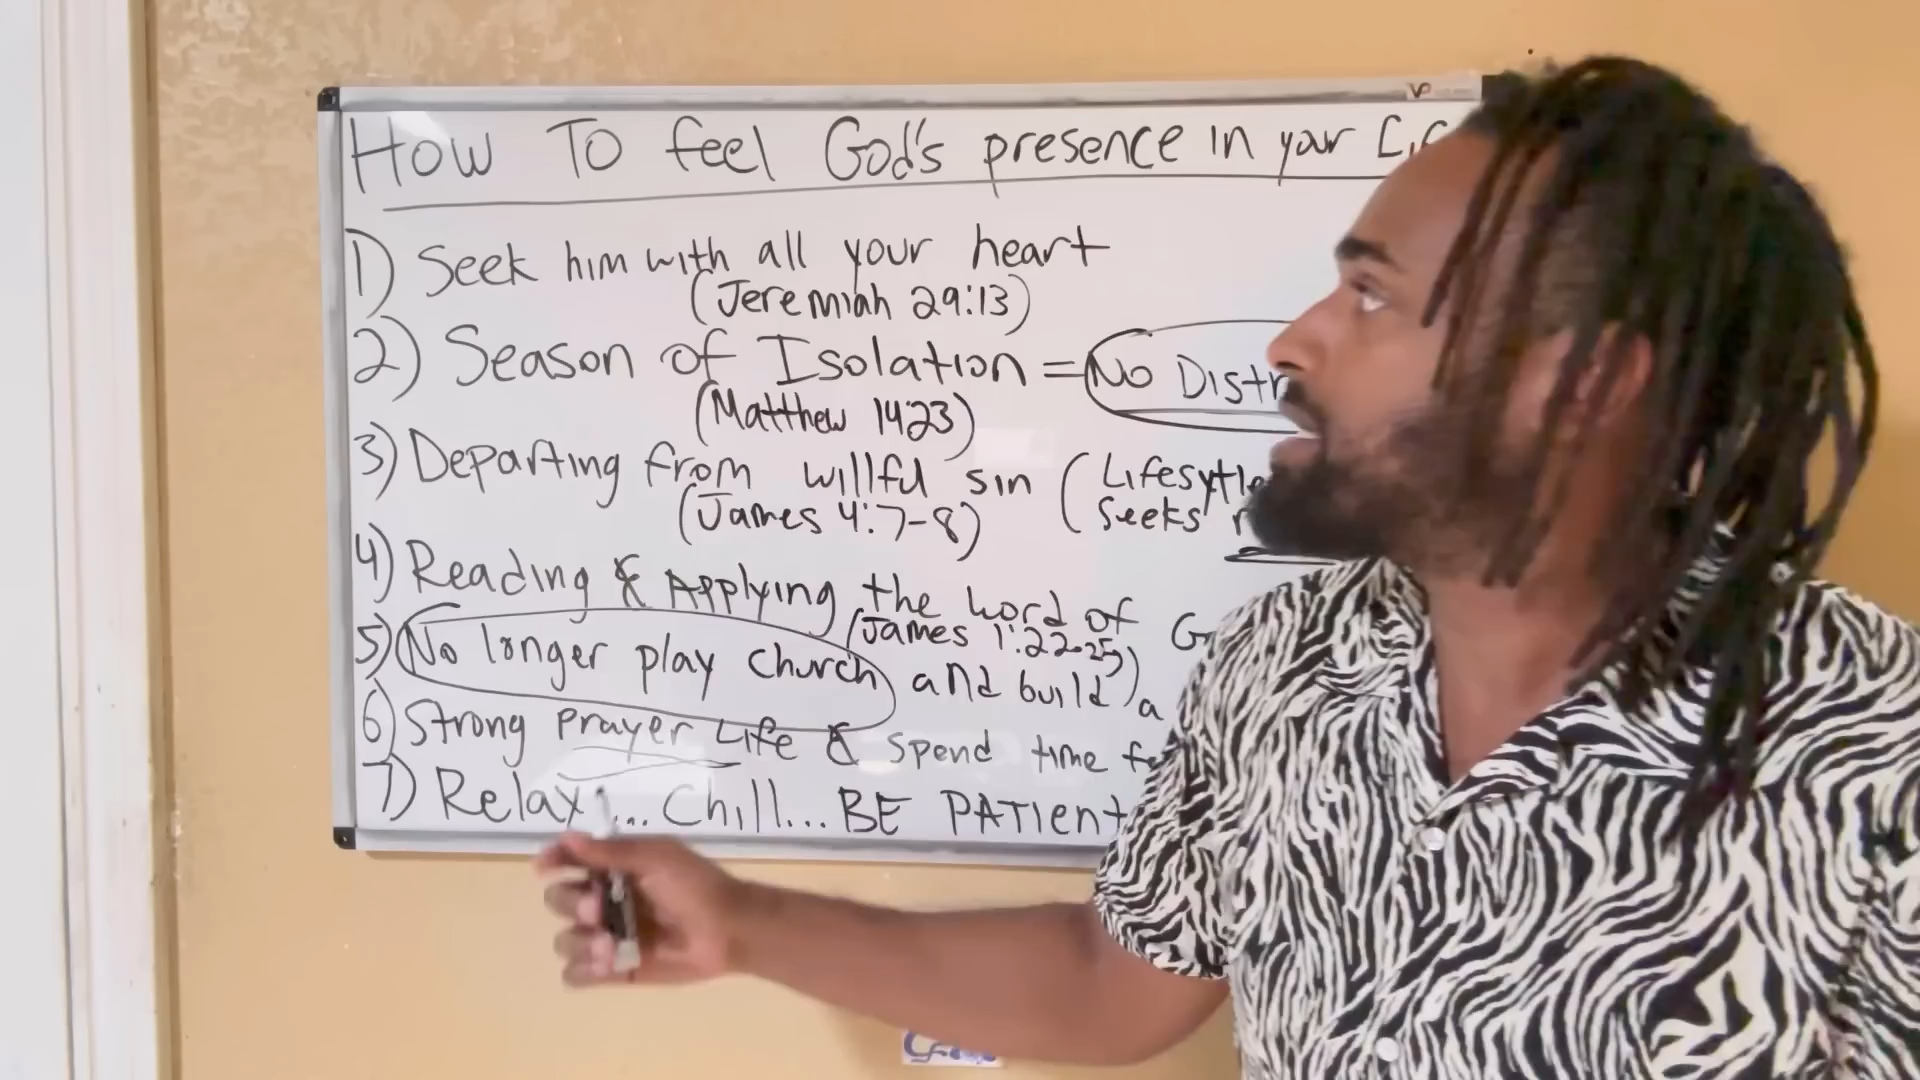 VP
How To feel God's presence in your
1) Seek him with all your heart
(Jeremiah 29:13)
2) Season of Isolation = No
(Matthew 14:23)
3) Departing from willful sin (Lifesytle
(James 4:7-8) Seeks
4) Reading & Applying the word of
(James 1:22-25)
5) No longer play church and build a
6) Strong prayer Life & spend time
7) Relax... Chill... BE PATient